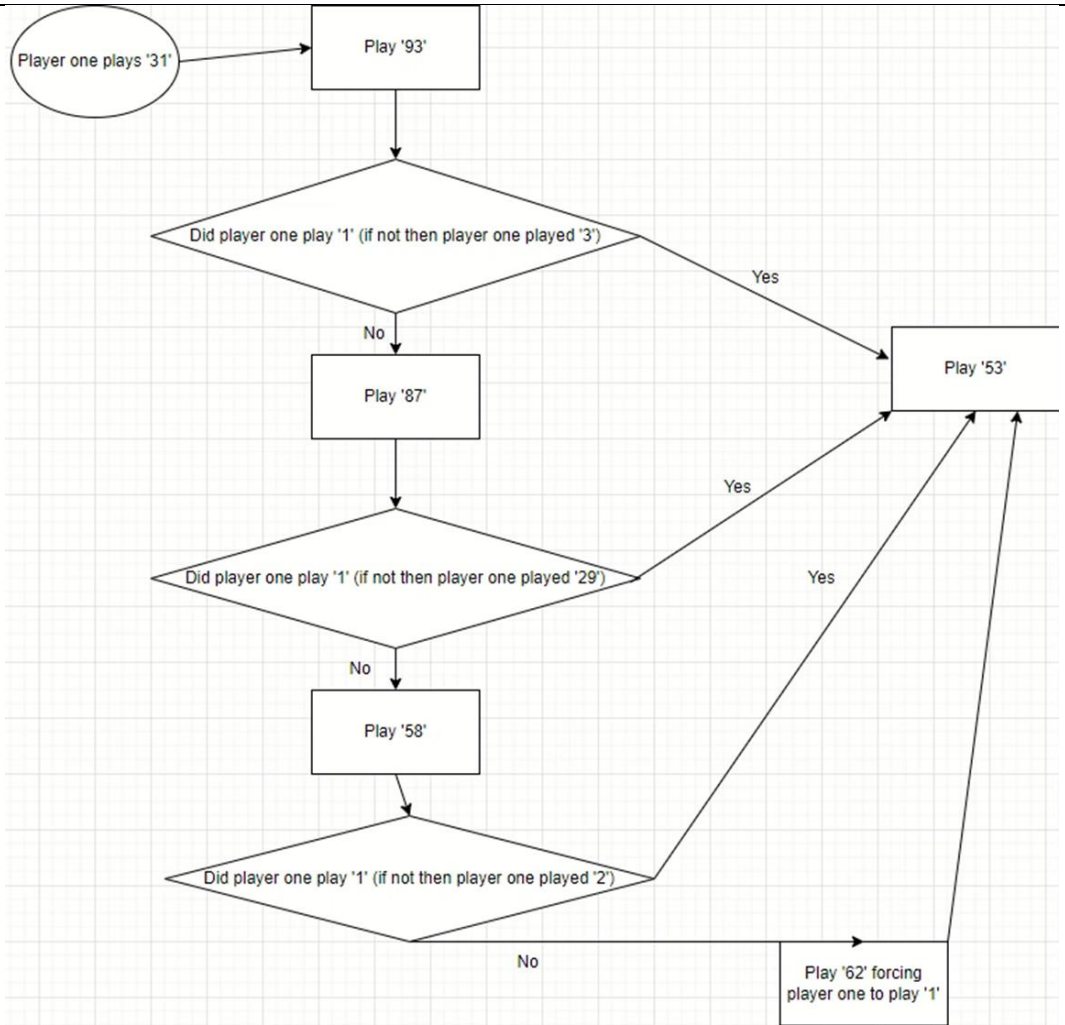 Player one plays '31'
Play '93'
Did player one play '1' (if not then player one played '3')
Yes
No
Play '53'
Play '87'
Yes
Did player one play '1' (if not then player one played '29')
Yes
No
Play '58'
Did player one play '1' (if not then player one played '2')
No
Play '62' forcing
player one to play '1'